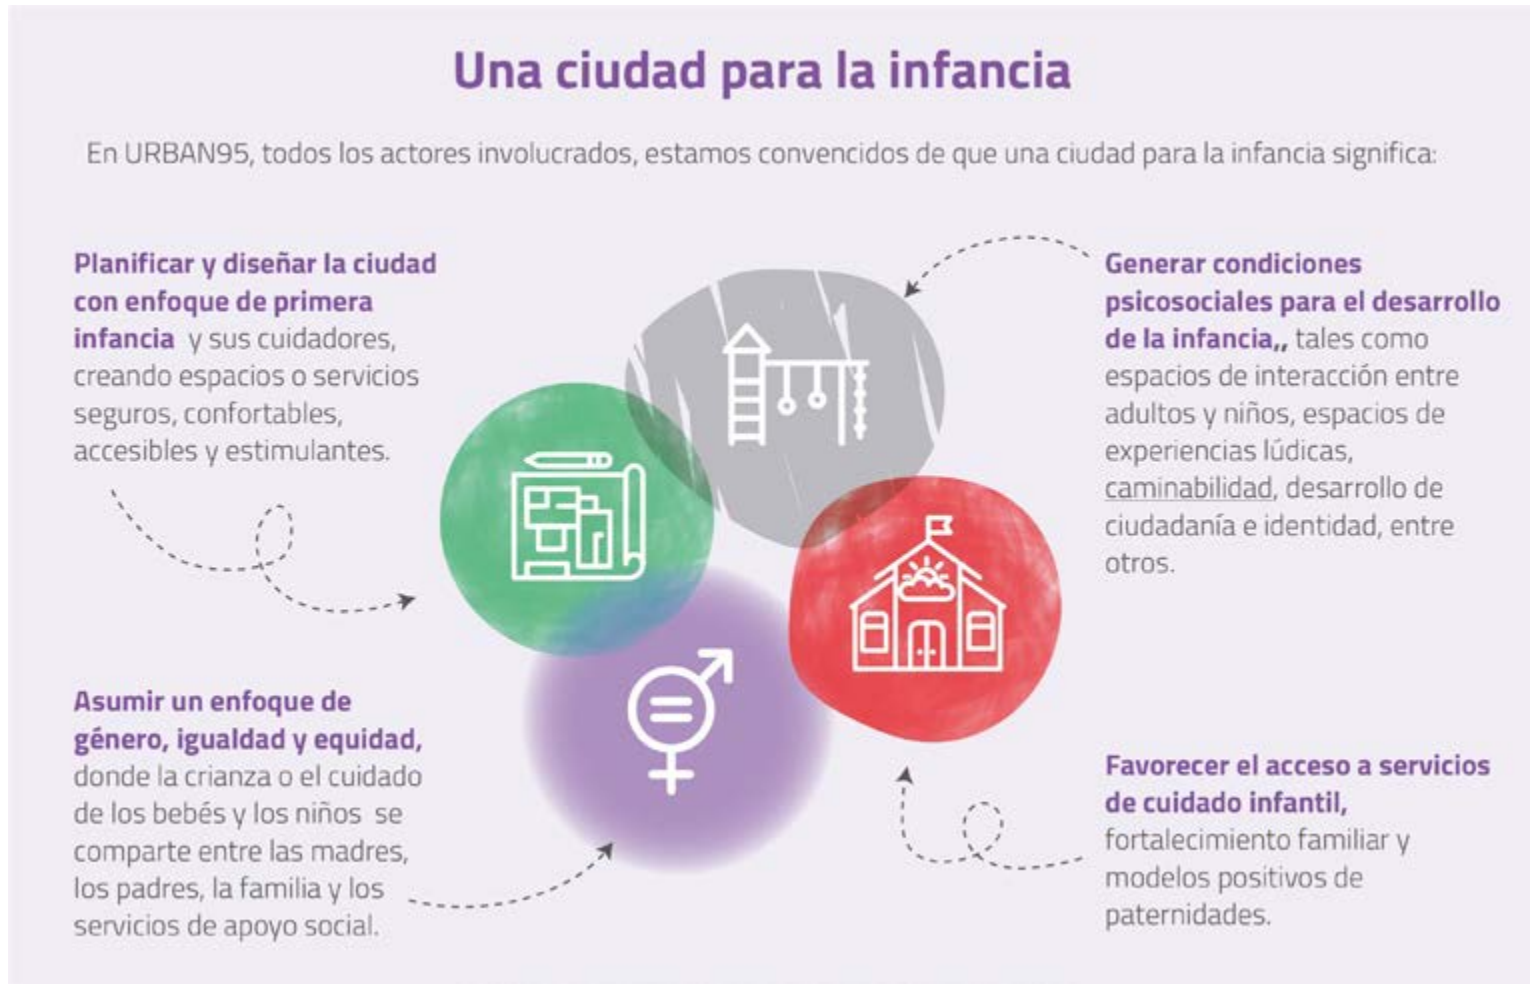 Una ciudad para la infancia
En URBAN95, todos los actores involucrados, estamos convencidos de que una ciudad para la infancia significa:
Planificar y diseñar la ciudad
con enfoque de primera
infancia y sus cuidadores,
creando espacios o servicios
seguros, confortables,
accesibles y estimulantes.
Generar condiciones
psicosociales para el desarrollo
de la infancia,, tales como
espacios de interacción entre
adultos y niños, espacios de
experiencias lúdicas,
caminabilidad, desarrollo de
ciudadanía e identidad, entre
otros.
Asumir un enfoque de
género, igualdad y equidad,
donde la crianza o el cuidado
de los bebés y los niños se
comparte entre las madres,
los padres, la familia y los
servicios de apoyo social.
Favorecer el acceso a servicios
de cuidado infantil,
fortalecimiento familiar y
modelos positivos de
paternidades.